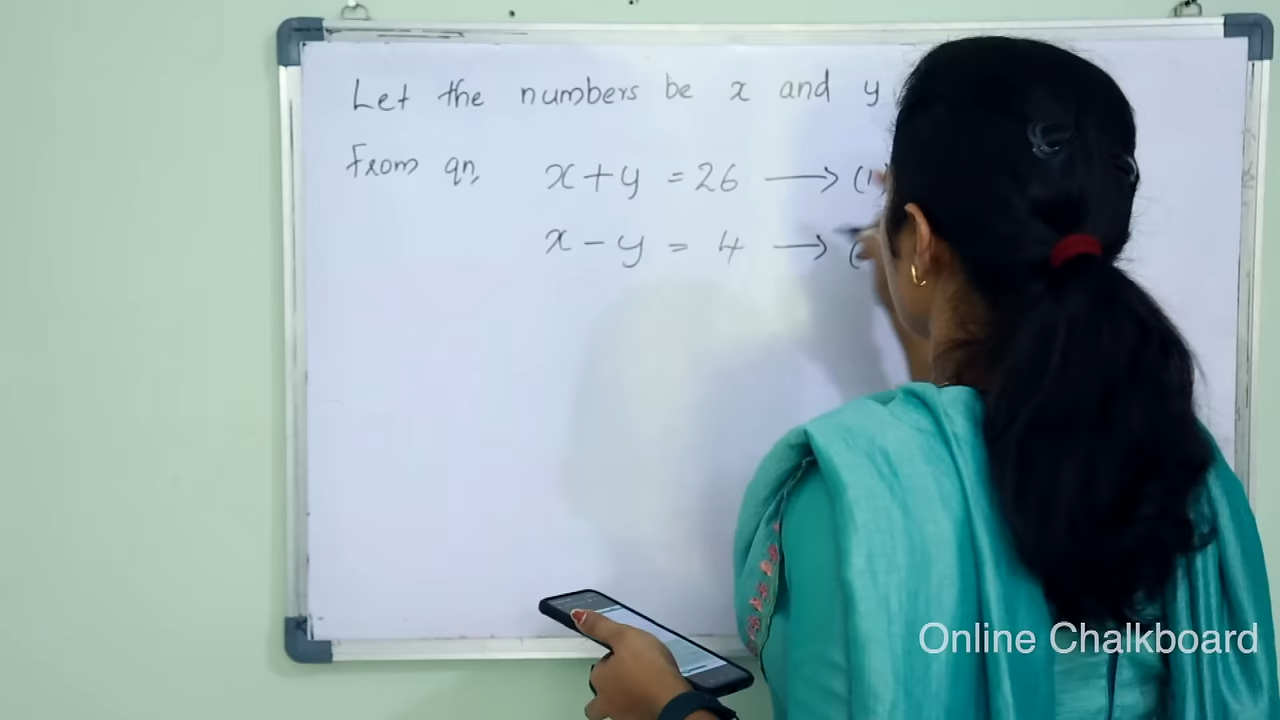 Let the numbers be x and y
From qn,
x+y = 26 ⟶ (1)
x - y = 4 ⟶ (
Online Chalkboard